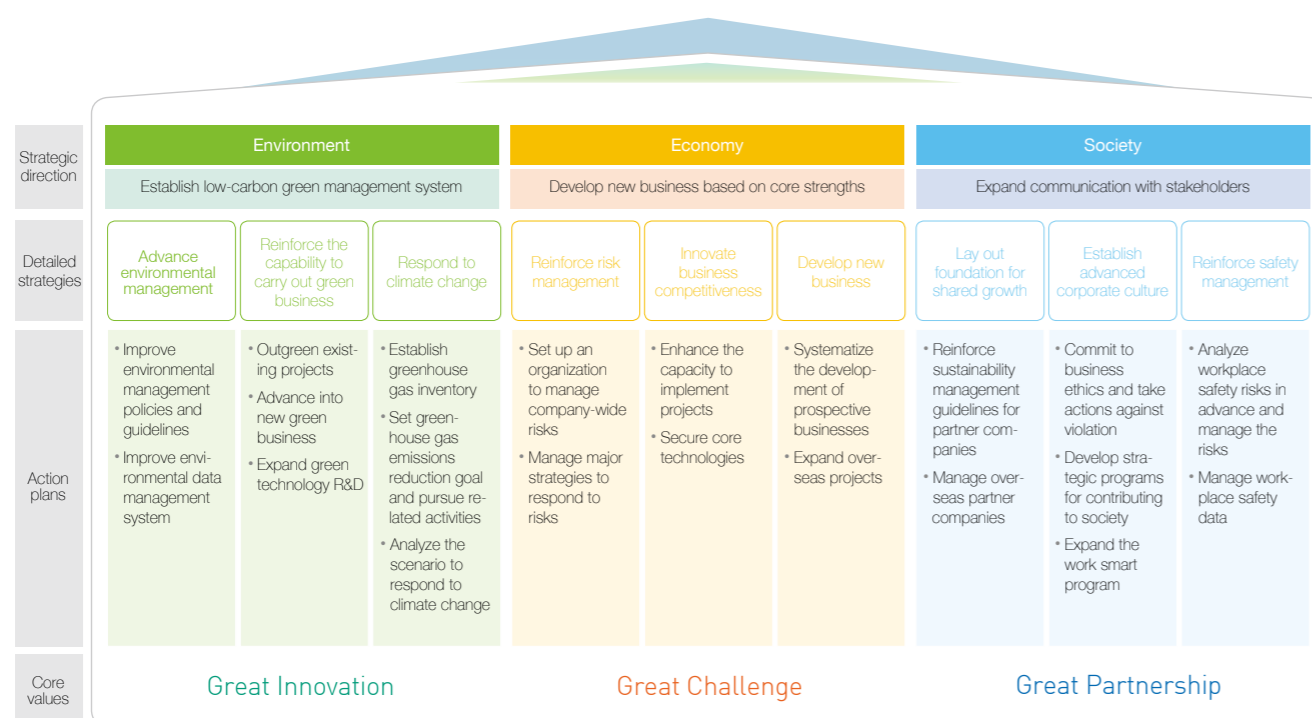 Strategic
direction
Environment
Establish low-carbon green management system
Economy
Develop new business based on core strengths
Society
Expand communication with stakeholders
Detailed
strategies
Advance
environmental
management
Reinforce the
capability to
carry out green
business
Respond to
climate change
Reinforce risk
management
Innovate
business
competitiveness
Develop new
business
Lay out
foundation for
shared growth
Establish
advanced
corporate culture
Reinforce safety
management
Action
plans
• Improve
environmental
management
policies and
guidelines
• Improve envi-
ronmental data
management
system
• Outgreen exist-
ing projects
• Advance into
new green
business
• Expand green
technology R&D
• Establish
greenhouse
gas inventory
• Set green-
house gas
emissions
reduction goal
and pursue re-
lated activities
• Analyze the
scenario to
respond to
climate change
• Set up an
organization
to manage
company-wide
risks
• Manage major
strategies to
respond to
risks
• Enhance the
capacity to
implement
projects
• Secure core
technologies
• Systematize
the develop-
ment of
prospective
businesses
• Expand over-
seas projects
• Reinforce
sustainability
management
guidelines for
partner com-
panies
• Manage over-
seas partner
companies
• Commit to
business
ethics and take
actions against
violation
• Develop stra-
tegic programs
for contributing
to society
• Expand the
work smart
program
• Analyze
workplace
safety risks in
advance and
manage the
risks
• Manage work-
place safety
data
Core
values
Great Innovation
Great Challenge
Great Partnership